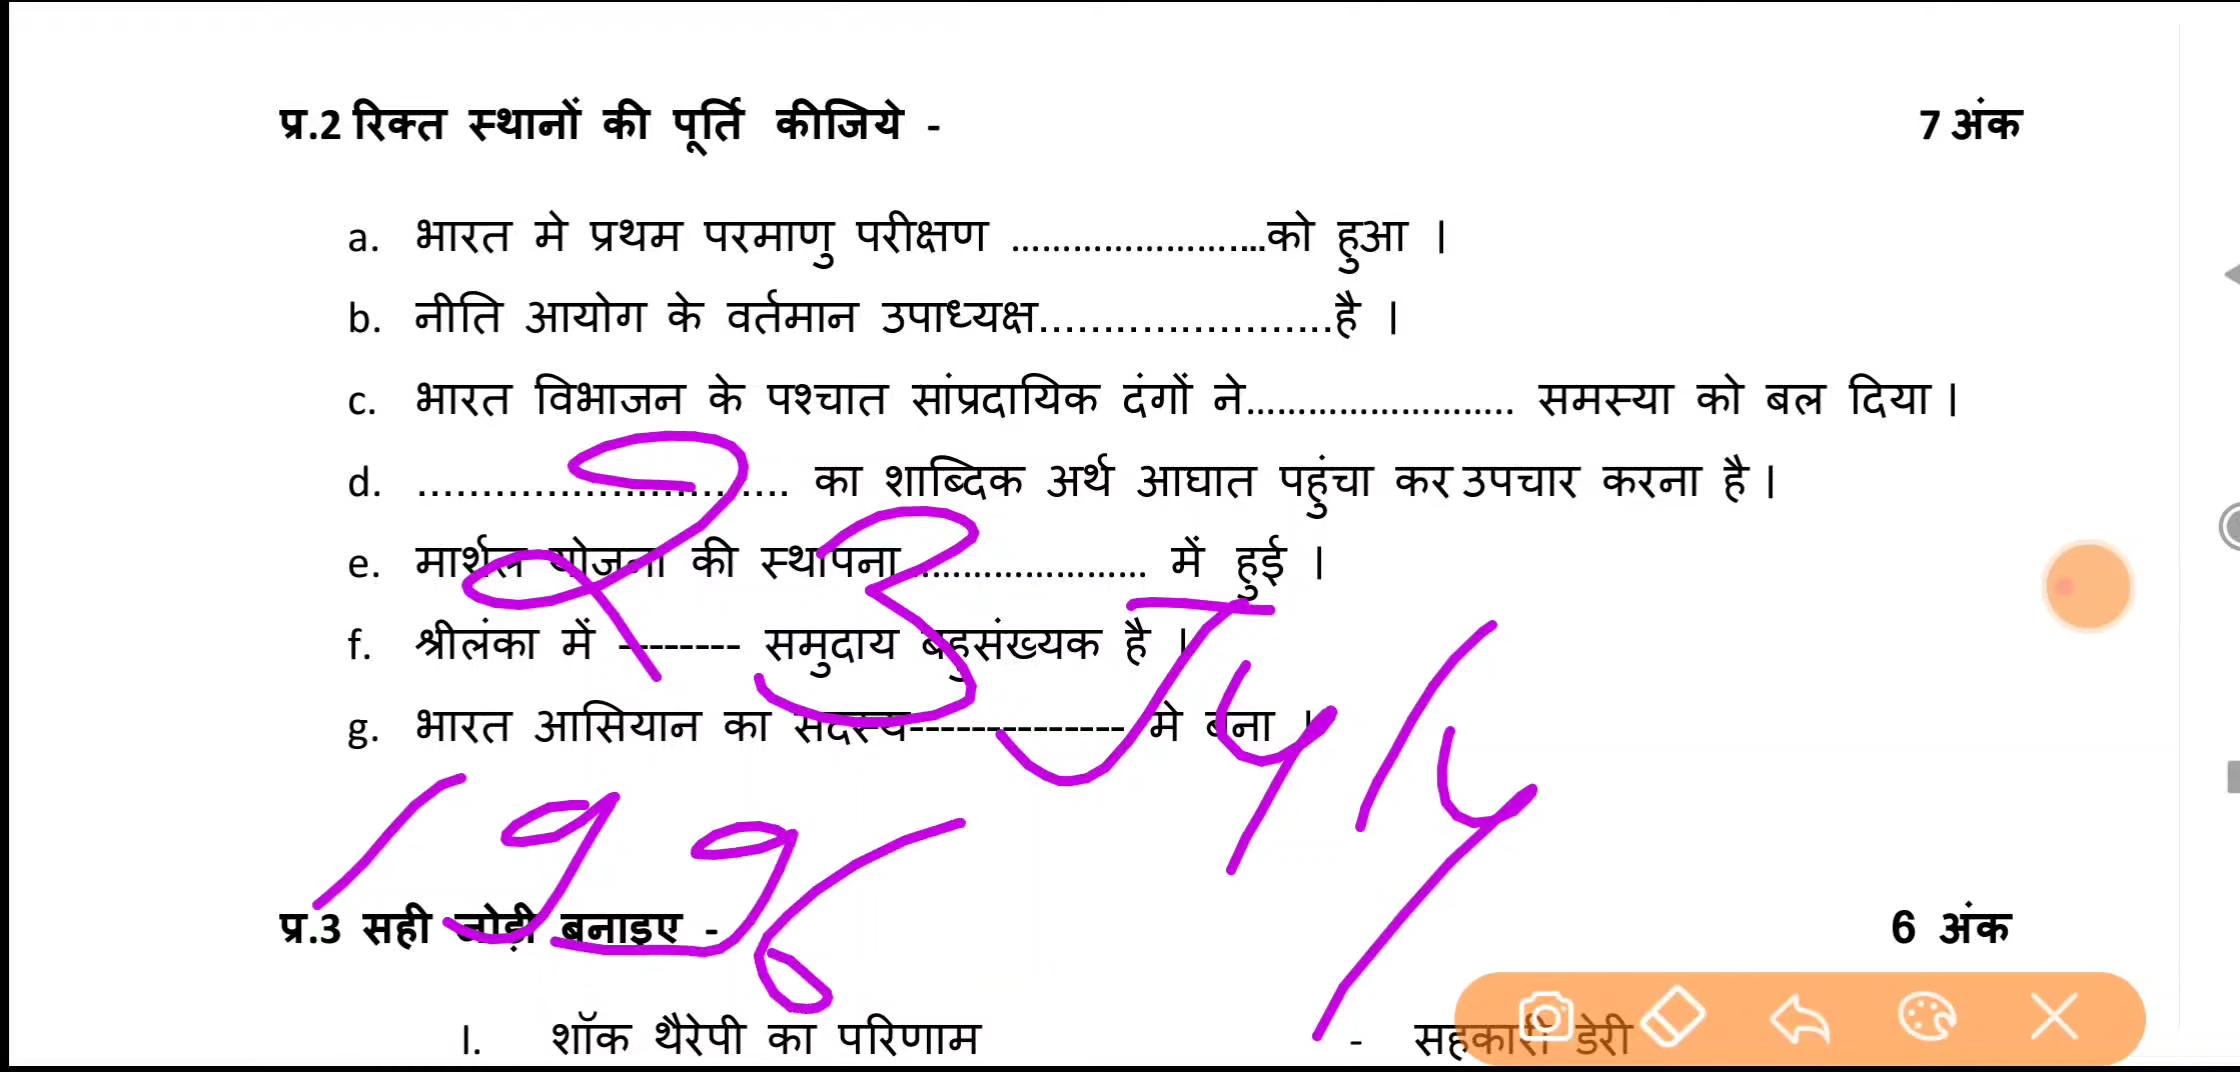 प्र.2 रिक्त स्थानों की पूर्ति कीजिये - 7 अंक
a. भारत मे प्रथम परमाणु परीक्षण ........................को हुआ ।
b. नीति आयोग के वर्तमान उपाध्यक्ष.......................है ।
c. भारत विभाजन के पश्चात सांप्रदायिक दंगों ने.......................... समस्या को बल दिया ।
d. ............................. का शाब्दिक अर्थ आघात पहुंचा कर उपचार करना है ।
e. मार्शल योजना की स्थापना....................... में हुई ।
f. श्रीलंका में -------- समुदाय बहुसंख्यक है ।
g. भारत आसियान का सदस्य-------------- मे बना ।
1996
प्र.3 सही जोड़ी बनाइए - 6 अंक
I. शॉक थैरेपी का परिणाम - सहकारी डेरी